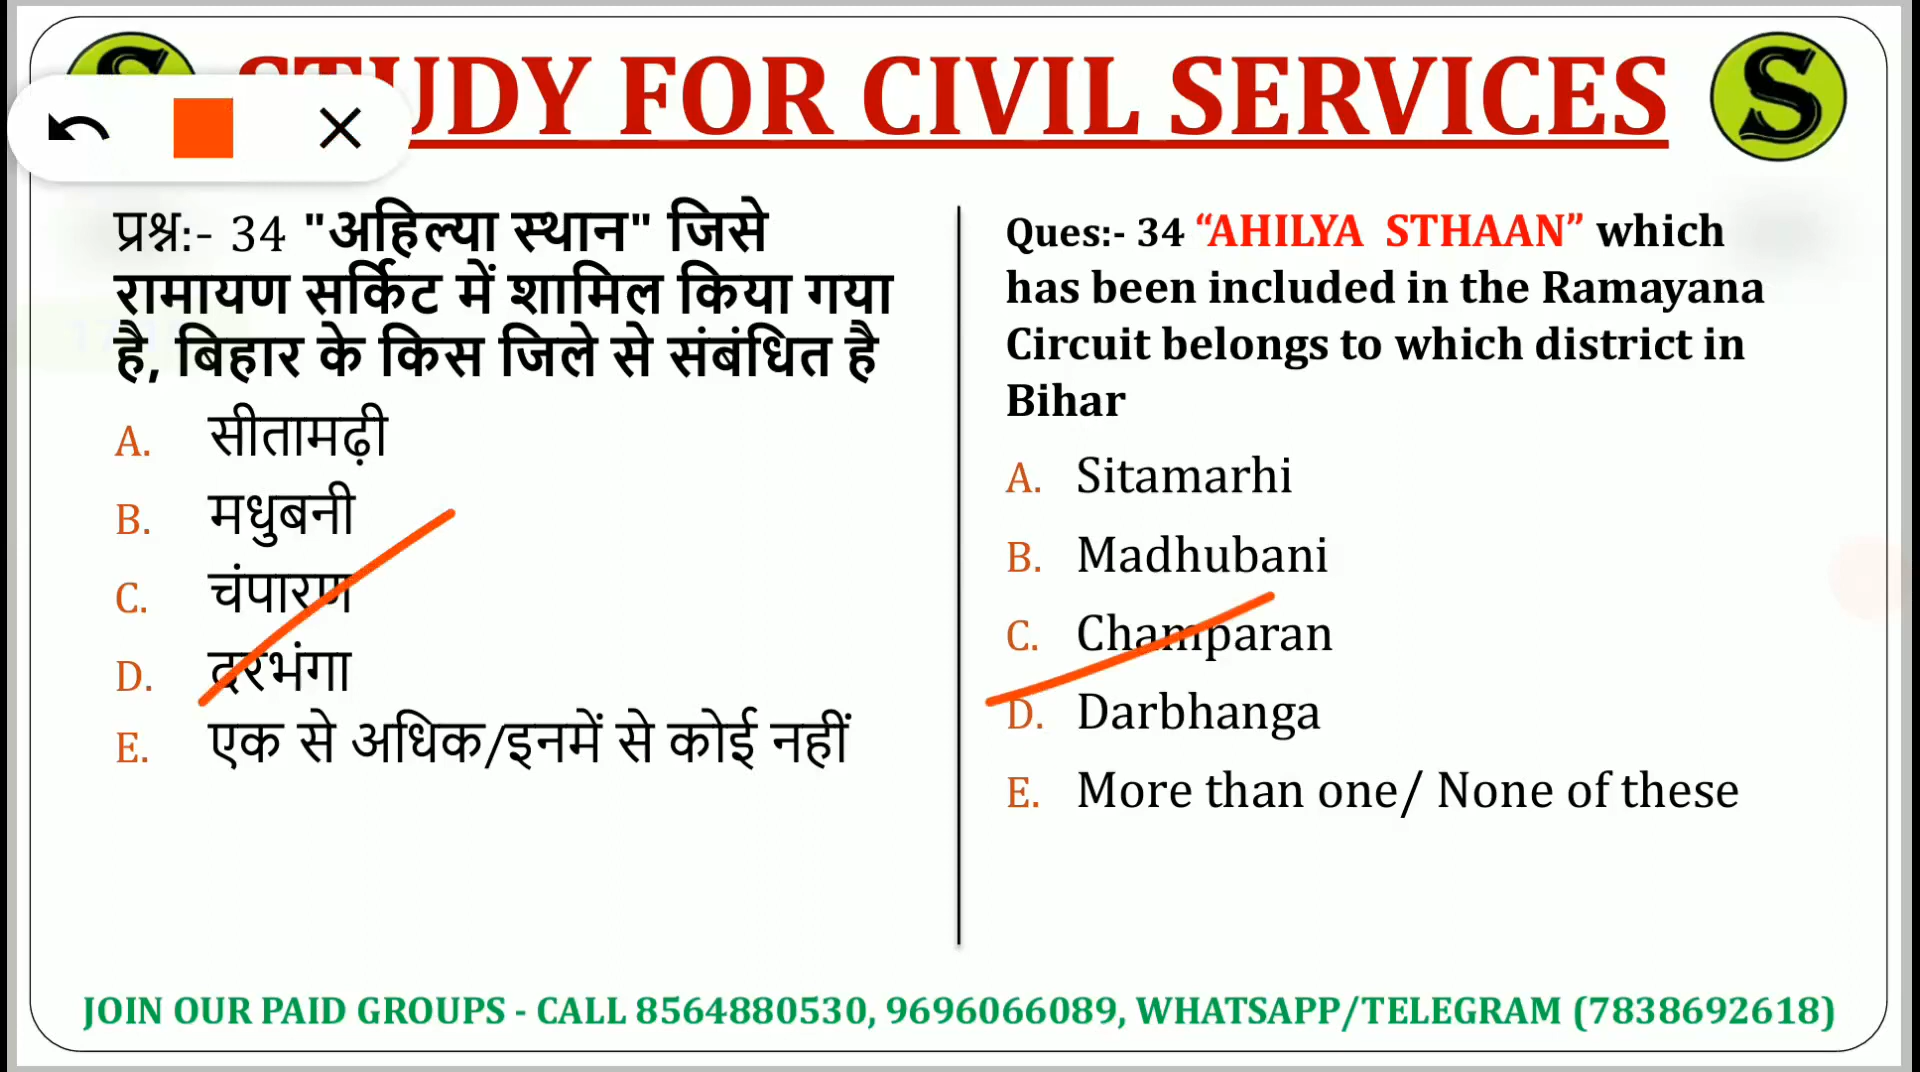 STUDY FOR CIVIL SERVICES
S
प्रश्न:- 34 "अहिल्या स्थान" जिसे
रामायण सर्किट में शामिल किया गया
है, बिहार के किस जिले से संबंधित है
A. सीतामढ़ी
B. मधुबनी
C. चंपारण
D. दरभंगा
E. एक से अधिक/इनमें से कोई नहीं
Ques:- 34 “AHILYA STHAAN” which
has been included in the Ramayana
Circuit belongs to which district in
Bihar
A. Sitamarhi
B. Madhubani
C. Champaran
D. Darbhanga
E. More than one/ None of these
JOIN OUR PAID GROUPS - CALL 8564880530, 9696066089, WHATSAPP/TELEGRAM (7838692618)